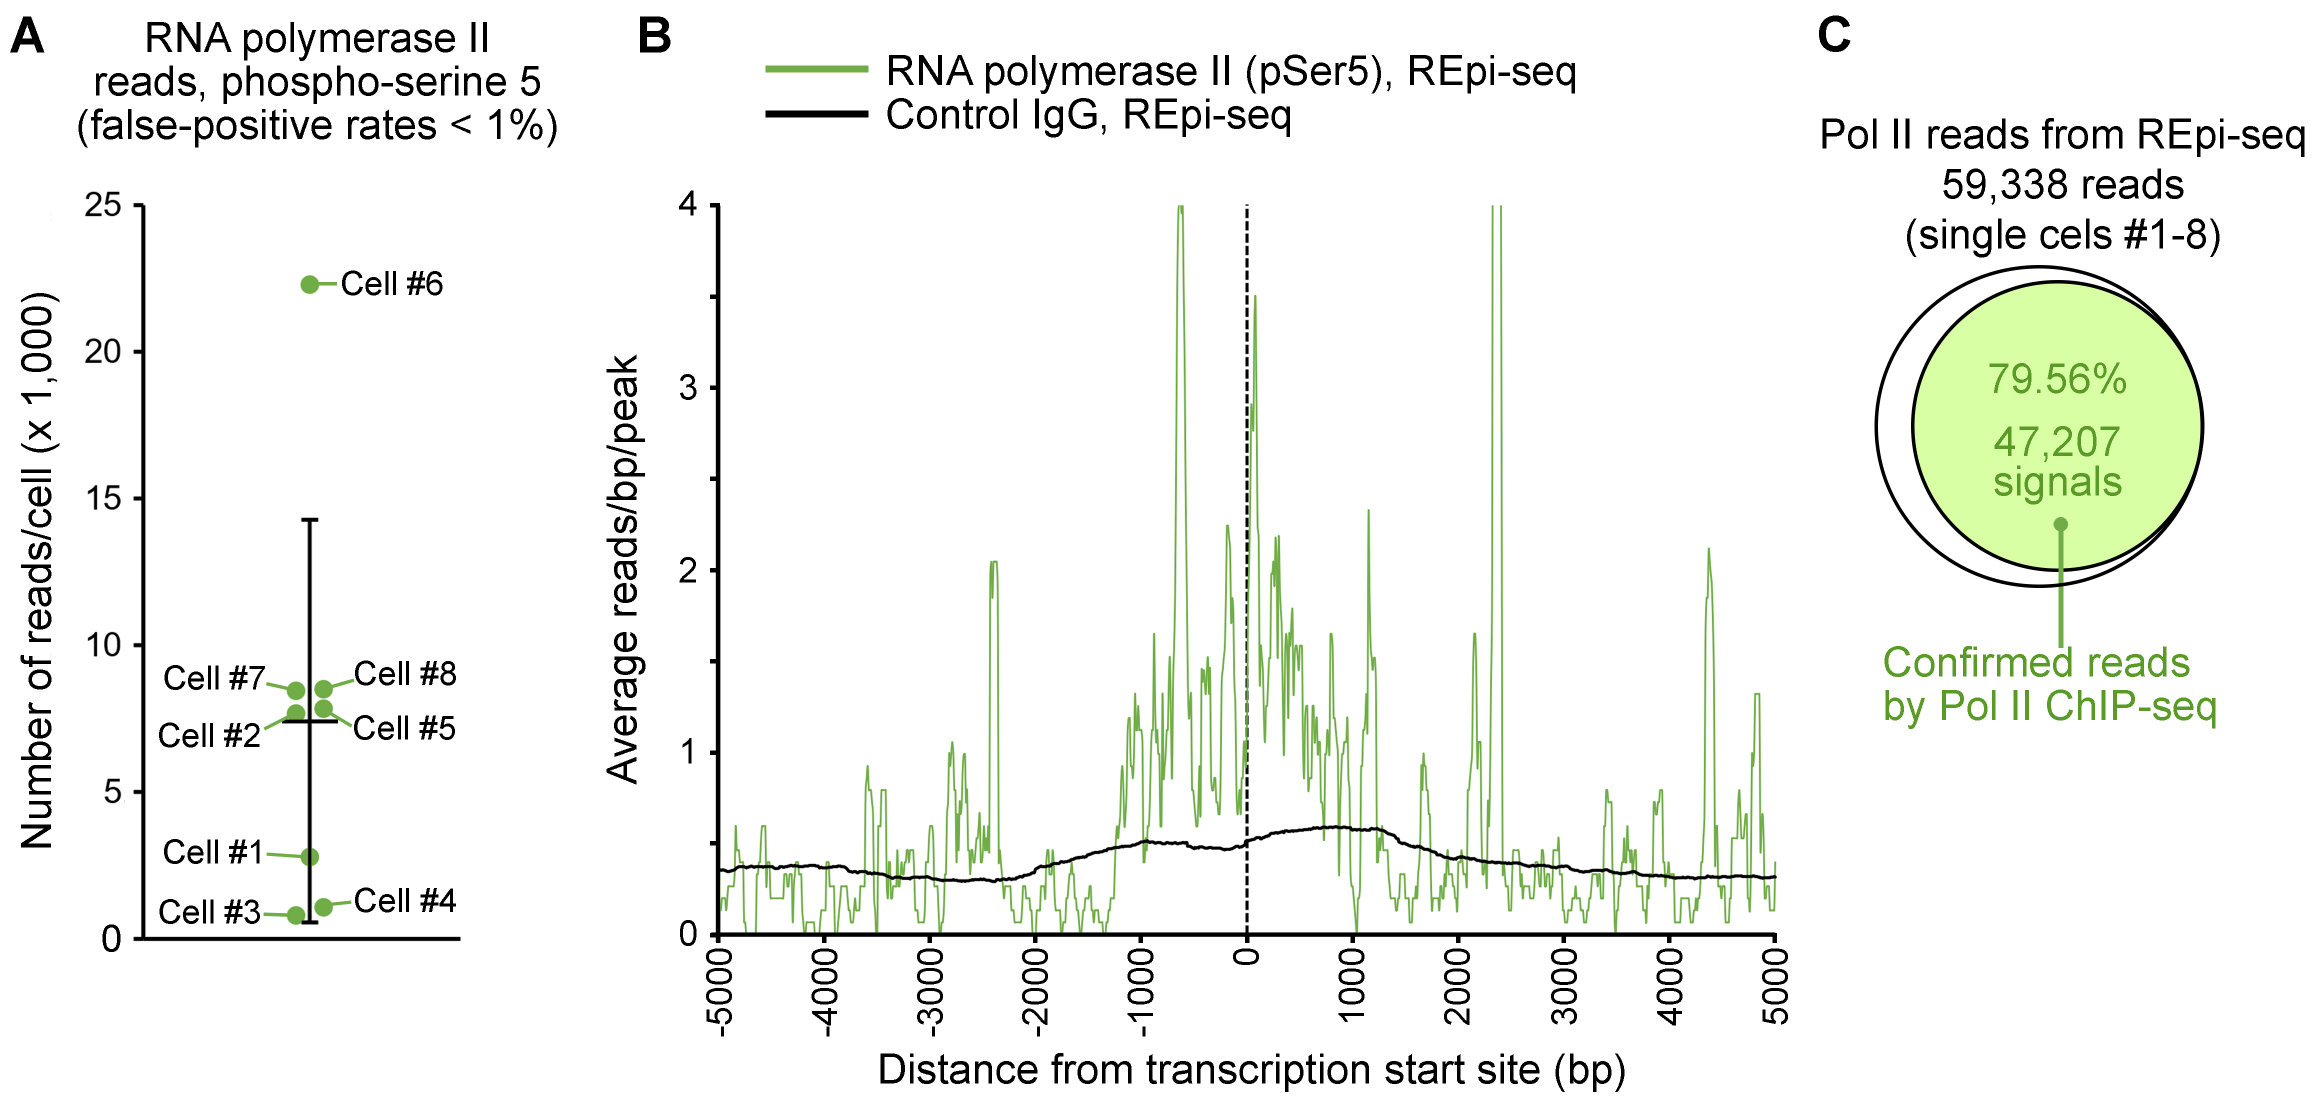 A
RNA polymerase II
reads, phospho-serine 5
(false-positive rates < 1%)
Number of reads/cell (x 1,000)
25
20
15
10
5
0
Cell #6
Cell #7
Cell #8
Cell #2
Cell #5
Cell #1
Cell #3
Cell #4
B
RNA polymerase II (pSer5), REpi-seq
Control IgG, REpi-seq
Average reads/bp/peak
4
3
2
1
0
-5000
-4000
-3000
-2000
-1000
0
1000
2000
3000
4000
5000
Distance from transcription start site (bp)
C
Pol II reads from REpi-seq
59,338 reads
(single cels #1-8)
79.56%
47,207
signals
Confirmed reads
by Pol II ChIP-seq